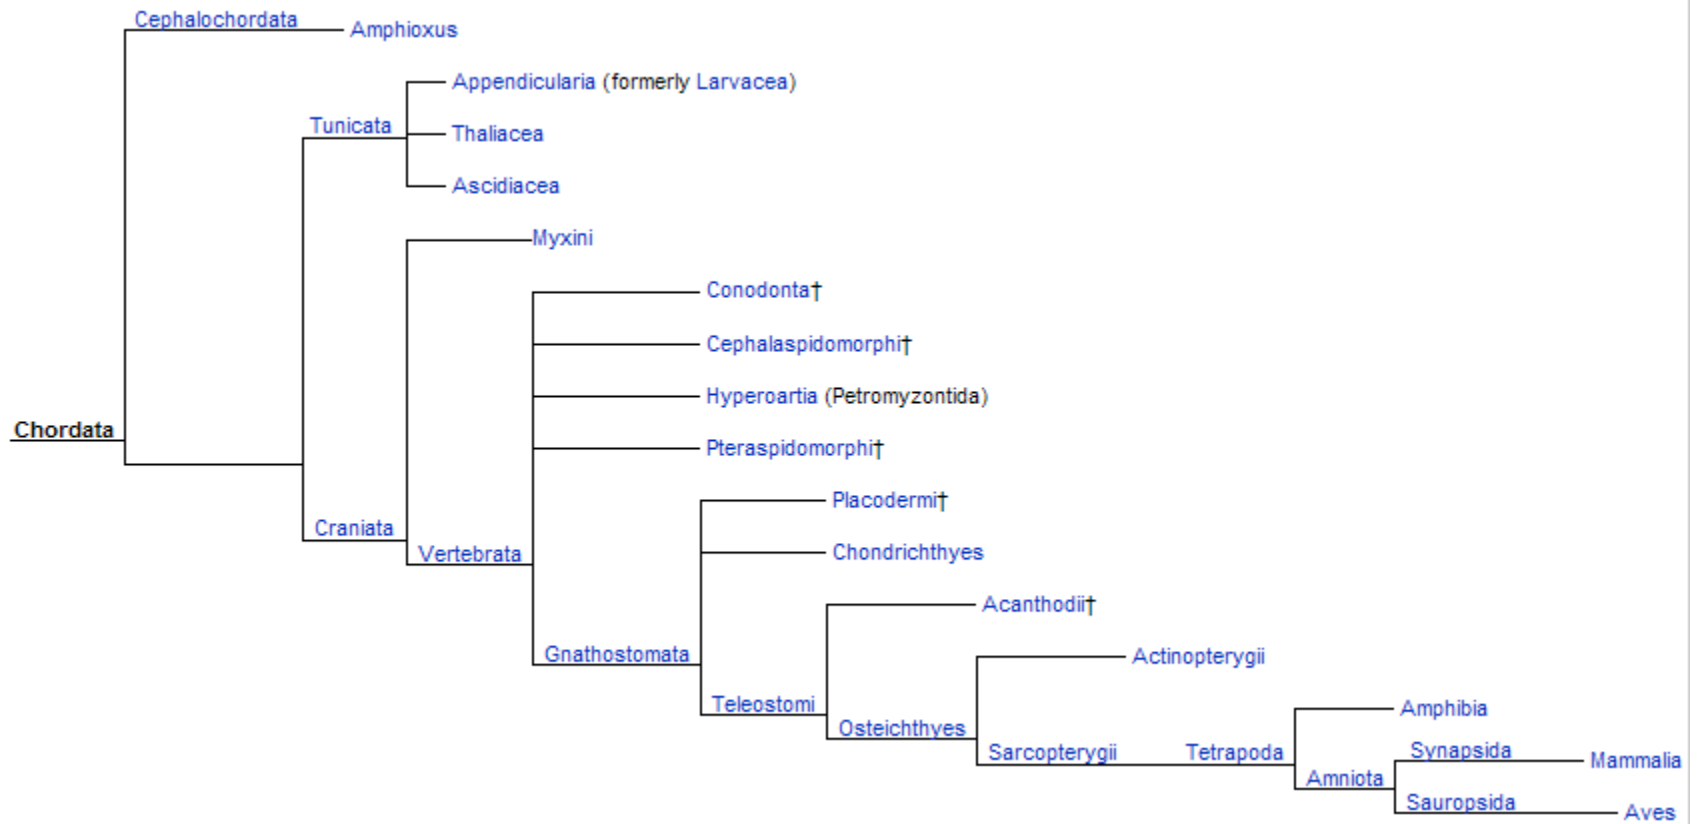 Cephalochordata
Amphioxus
Appendicularia (formerly Larvacea)
Tunicata
Thaliacea
Ascidiacea
Myxini
Conodonta†
Cephalaspidomorphi†
Hyperoartia (Petromyzontida)
Chordata
Pteraspidomorphi†
Placodermi†
Craniata
Vertebrata
Chondrichthyes
Acanthodii†
Gnathostomata
Actinopterygii
Teleostomi
Amphibia
Osteichthyes
Sarcopterygii
Tetrapoda
Synapsida
Mammalia
Amniota
Sauropsida
Aves